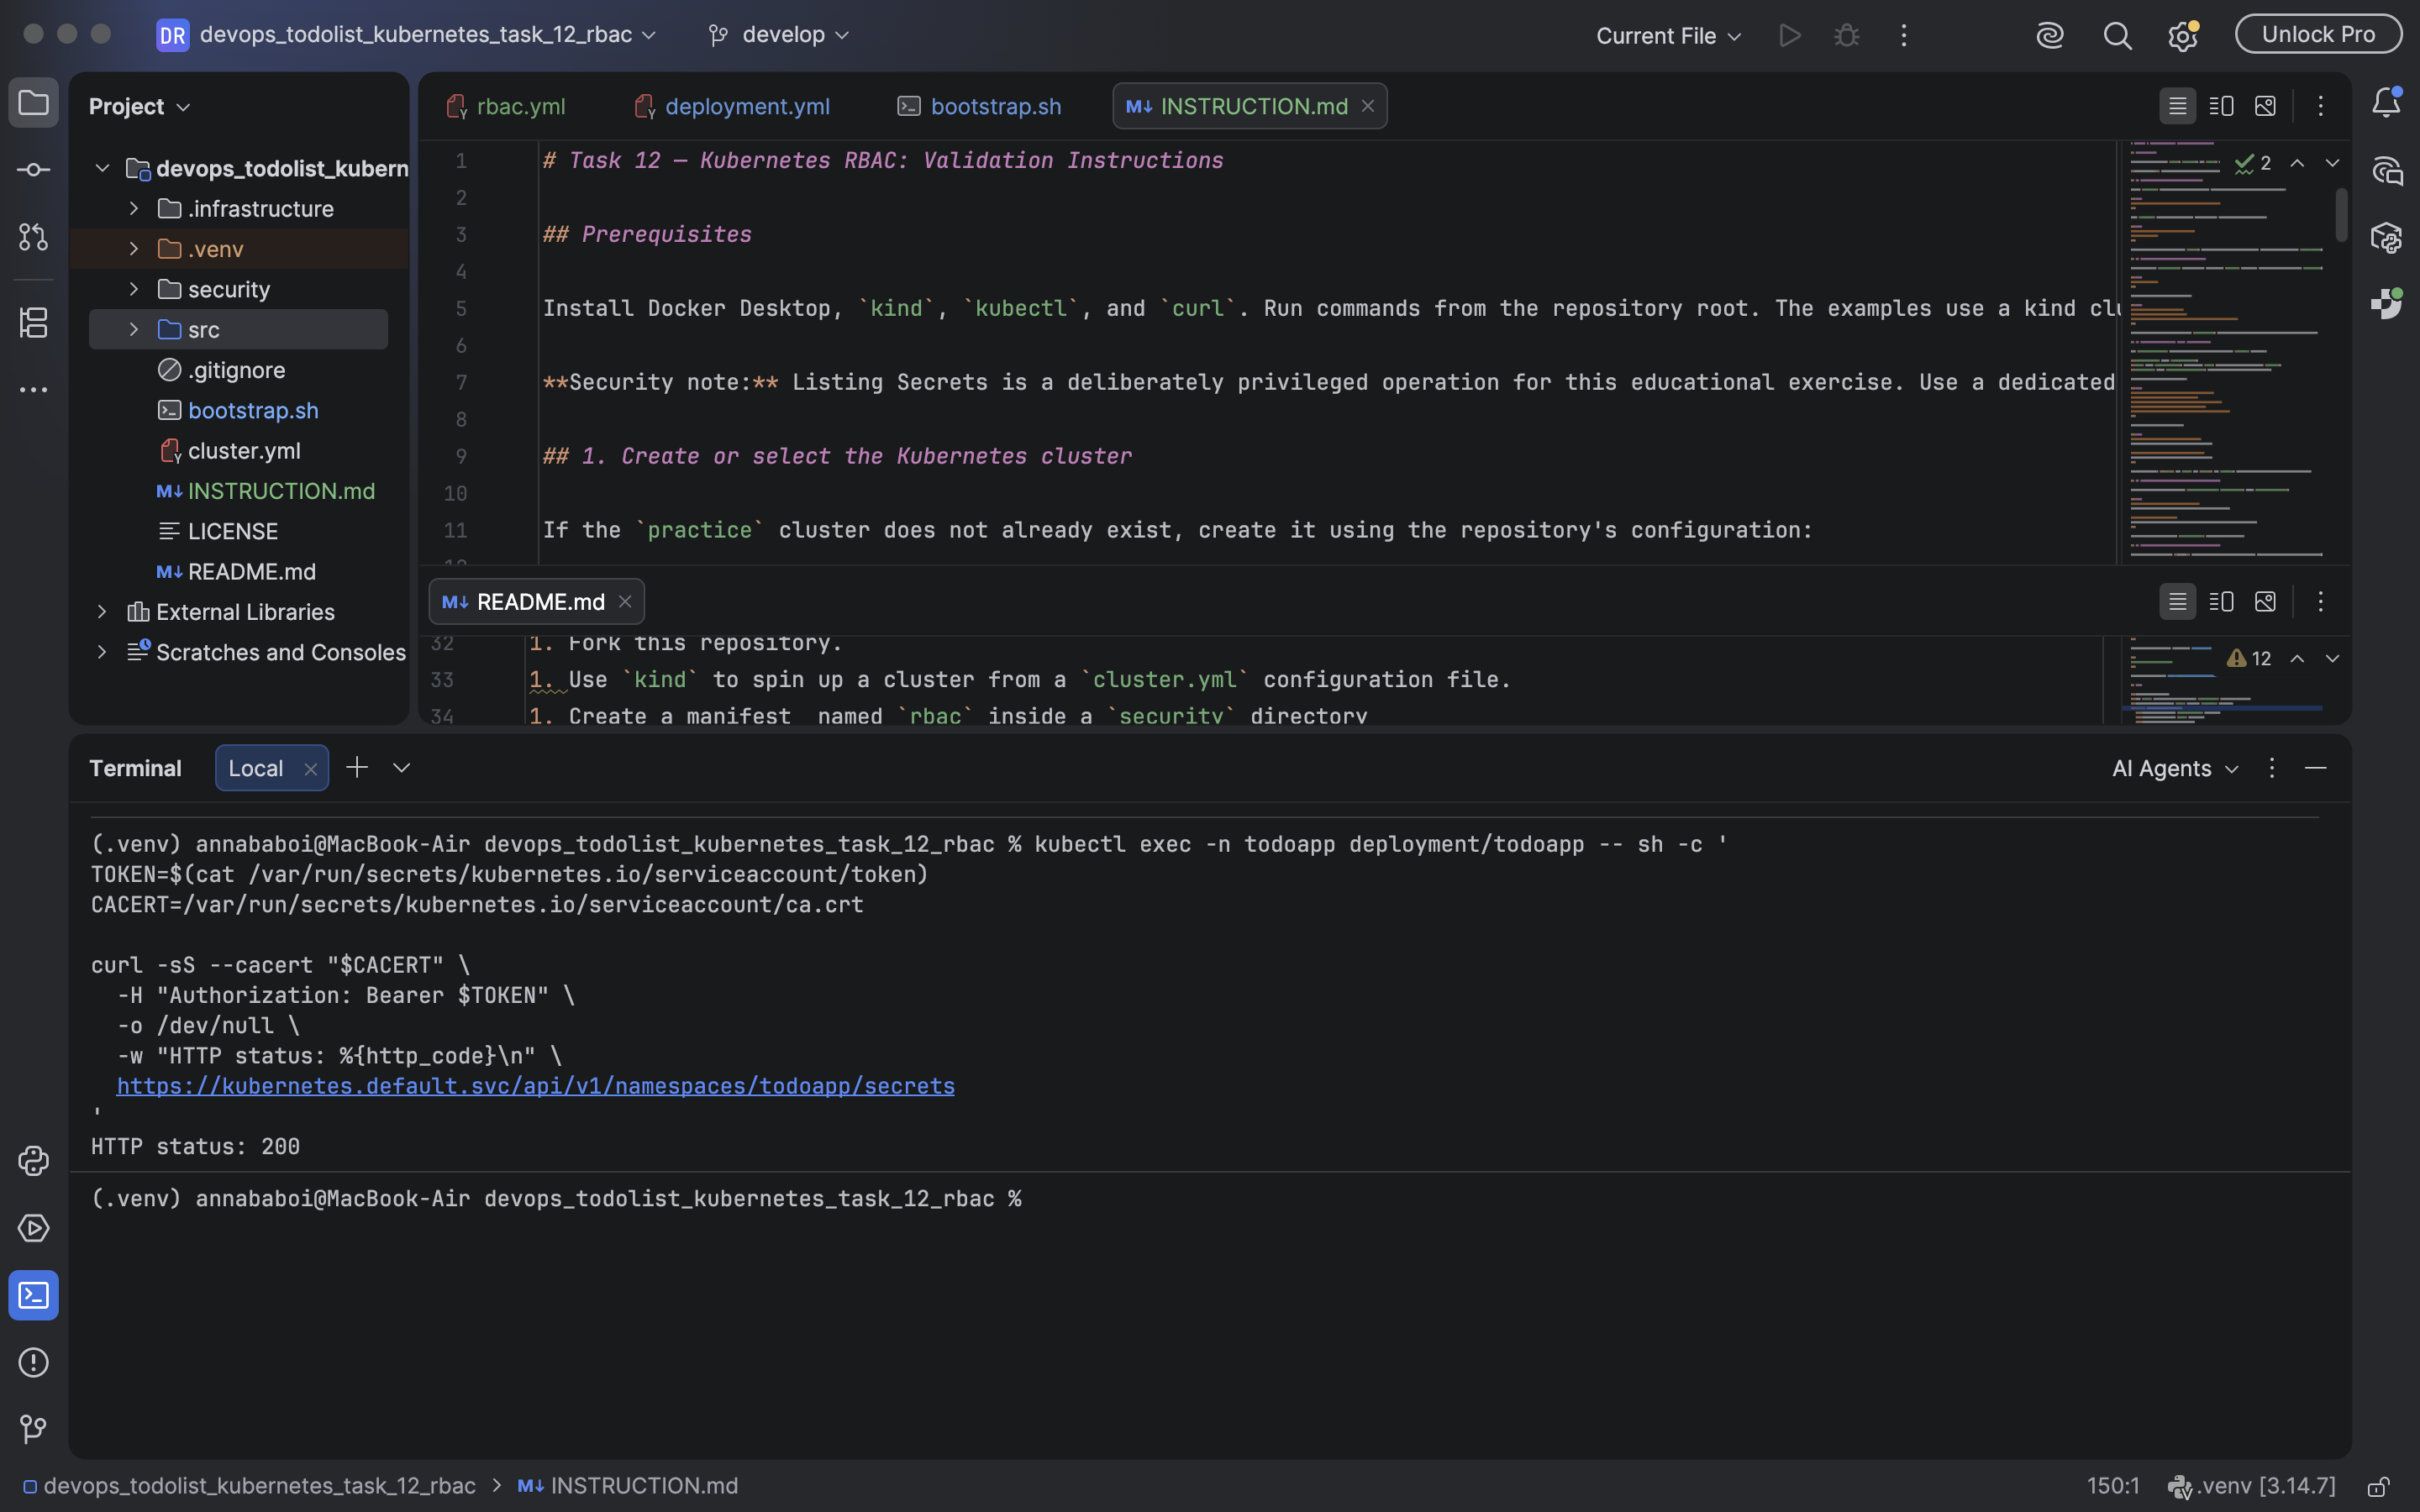 DR devops_todolist_kubernetes_task_12_rbac
develop
Current File
Unlock Pro
Project
devops_todolist_kubern
.infrastructure
.venv
security
src
.gitignore
bootstrap.sh
cluster.yml
M↓ INSTRUCTION.md
LICENSE
M↓ README.md
External Libraries
Scratches and Consoles
rbac.yml
deployment.yml
bootstrap.sh
M↓ INSTRUCTION.md
2
1 # Task 12 — Kubernetes RBAC: Validation Instructions
2
3 ## Prerequisites
4
5 Install Docker Desktop, `kind`, `kubectl`, and `curl`. Run commands from the repository root. The examples use a kind clu
6
7 **Security note:** Listing Secrets is a deliberately privileged operation for this educational exercise. Use a dedicated
8
9 ## 1. Create or select the Kubernetes cluster
10
11 If the `practice` cluster does not already exist, create it using the repository's configuration:
12
M↓ README.md
12
32 1. Fork this repository.
33 1. Use `kind` to spin up a cluster from a `cluster.yml` configuration file.
34 1. Create a manifest  named `rbac` inside a `security` directory
Terminal
Local
AI Agents
(.venv) annababoi@MacBook-Air devops_todolist_kubernetes_task_12_rbac % kubectl exec -n todoapp deployment/todoapp -- sh -c '
TOKEN=$(cat /var/run/secrets/kubernetes.io/serviceaccount/token)
CACERT=/var/run/secrets/kubernetes.io/serviceaccount/ca.crt
curl -sS --cacert "$CACERT" \
-H "Authorization: Bearer $TOKEN" \
-o /dev/null \
-w "HTTP status: %{http_code}\n" \
https://kubernetes.default.svc/api/v1/namespaces/todoapp/secrets
'
HTTP status: 200
(.venv) annababoi@MacBook-Air devops_todolist_kubernetes_task_12_rbac %
devops_todolist_kubernetes_task_12_rbac > M↓ INSTRUCTION.md
150:1
.venv [3.14.7]